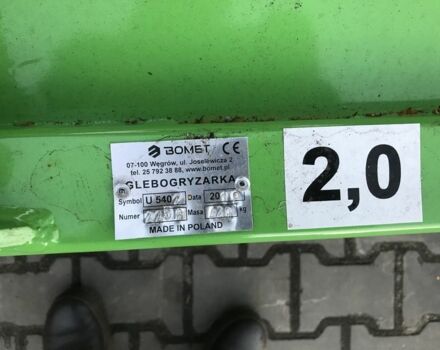 BOMET CE
07-100 Węgrów, ul. Joselewicza 2
tel. 25 792 38 88, www.bomet.pl
GLEBOGRYZARKA
Symbol U 540 Data 20
Numer Masa kg
MADE IN POLAND
2,0